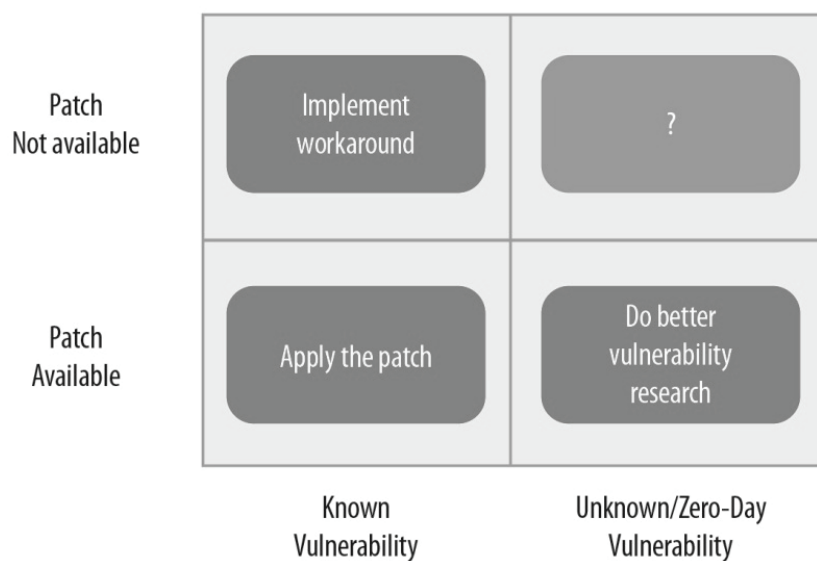 Patch
Not available
Implement
workaround
?
Patch
Available
Apply the patch
Do better
vulnerability
research
Known
Vulnerability
Unknown/Zero-Day
Vulnerability